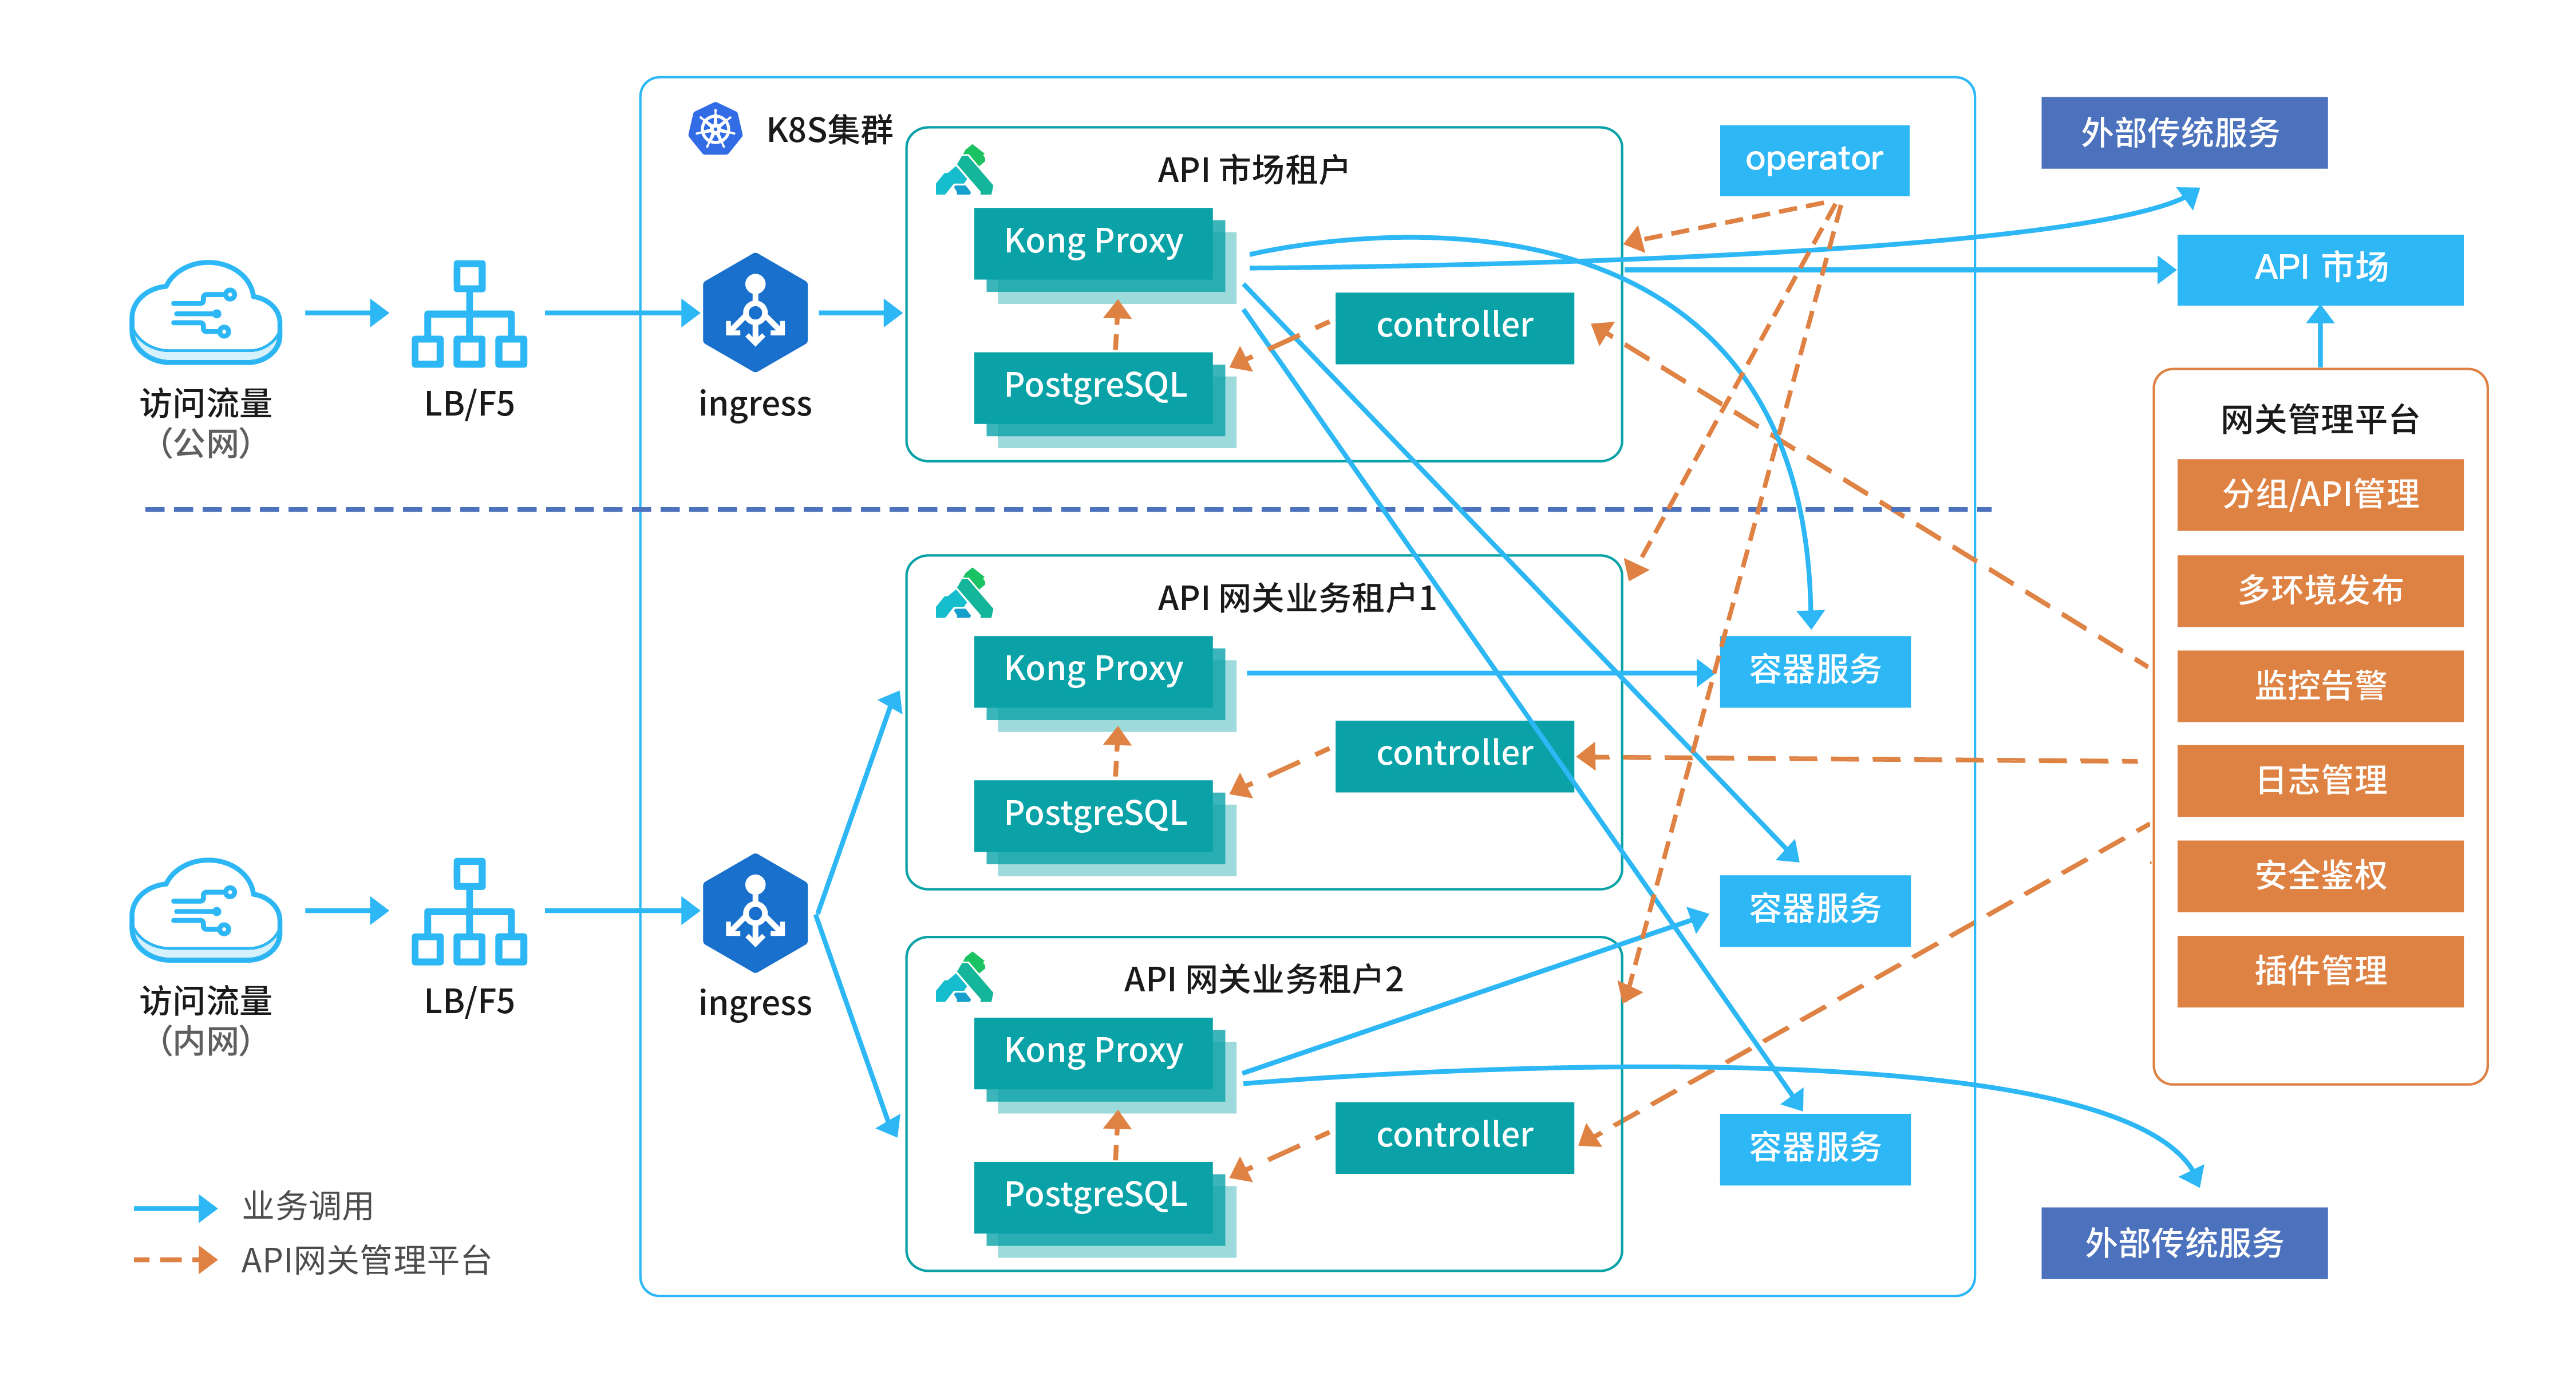 K8S集群
API 市场租户
operator
外部传统服务
Kong Proxy
API 市场
controller
PostgreSQL
访问流量
(公网)
LB/F5
ingress
网关管理平台
分组/API管理
多环境发布
监控告警
日志管理
安全鉴权
插件管理
API 网关业务租户1
Kong Proxy
容器服务
controller
PostgreSQL
容器服务
访问流量
(内网)
LB/F5
ingress
API 网关业务租户2
Kong Proxy
controller
容器服务
PostgreSQL
外部传统服务
业务调用
API网关管理平台